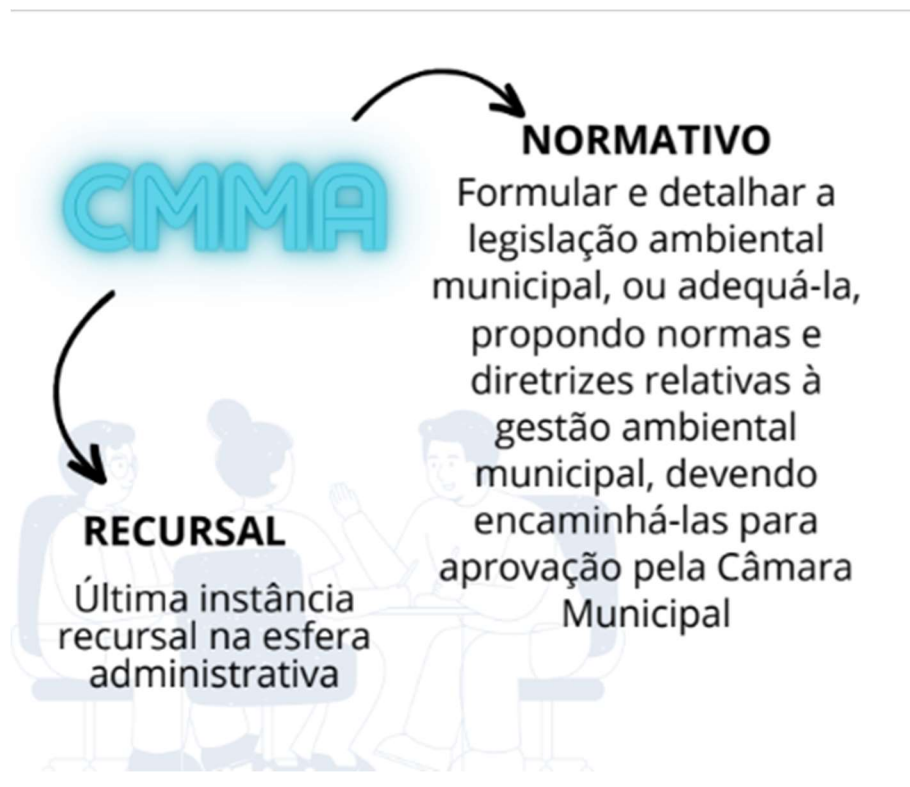 CMMA
NORMATIVO
Formular e detalhar a
legislação ambiental
municipal, ou adequá-la,
propondo normas e
diretrizes relativas à
gestão ambiental
municipal, devendo
encaminhá-las para
aprovação pela Câmara
Municipal
RECURSAL
Última instância
recursal na esfera
administrativa